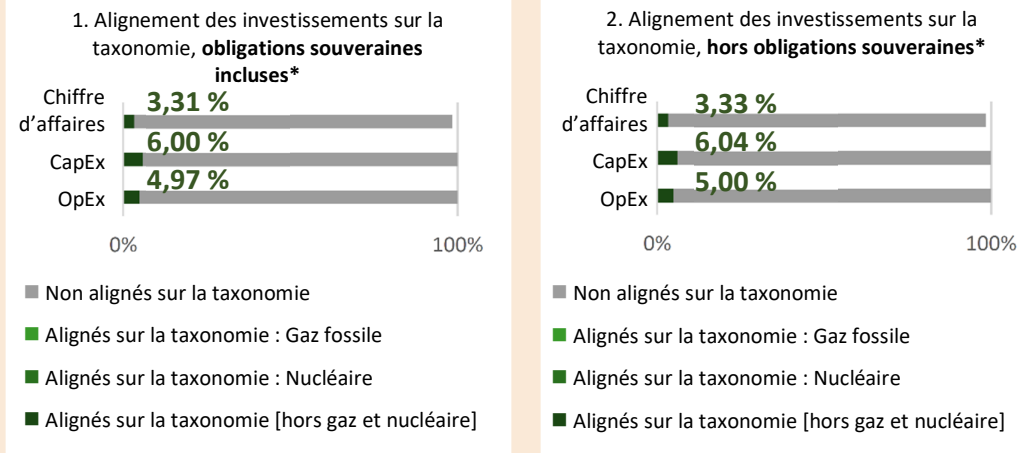 1. Alignement des investissements sur la
taxonomie, obligations souveraines
incluses*
Chiffre
d’affaires
3,31 %
CapEx
6,00 %
OpEx
4,97 %
0%
100%
Non alignés sur la taxonomie
Alignés sur la taxonomie : Gaz fossile
Alignés sur la taxonomie : Nucléaire
Alignés sur la taxonomie [hors gaz et nucléaire]
2. Alignement des investissements sur la
taxonomie, hors obligations souveraines*
Chiffre
d’affaires
3,33 %
CapEx
6,04 %
OpEx
5,00 %
0%
100%
Non alignés sur la taxonomie
Alignés sur la taxonomie : Gaz fossile
Alignés sur la taxonomie : Nucléaire
Alignés sur la taxonomie [hors gaz et nucléaire]